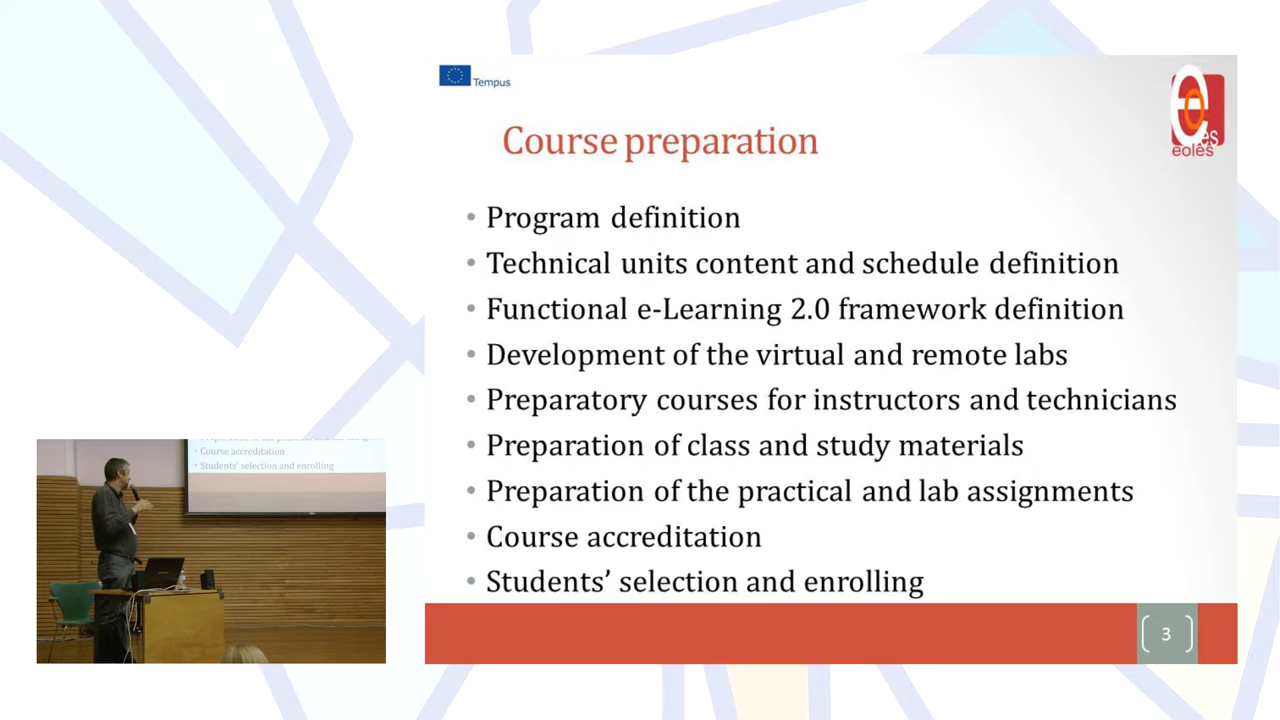 Tempus
es
eolès
Course preparation
• Program definition
• Technical units content and schedule definition
• Functional e-Learning 2.0 framework definition
• Development of the virtual and remote labs
• Preparatory courses for instructors and technicians
• Preparation of class and study materials
• Preparation of the practical and lab assignments
• Course accreditation
• Students’ selection and enrolling
3
• Course accreditation
• Students' selection and enrolling